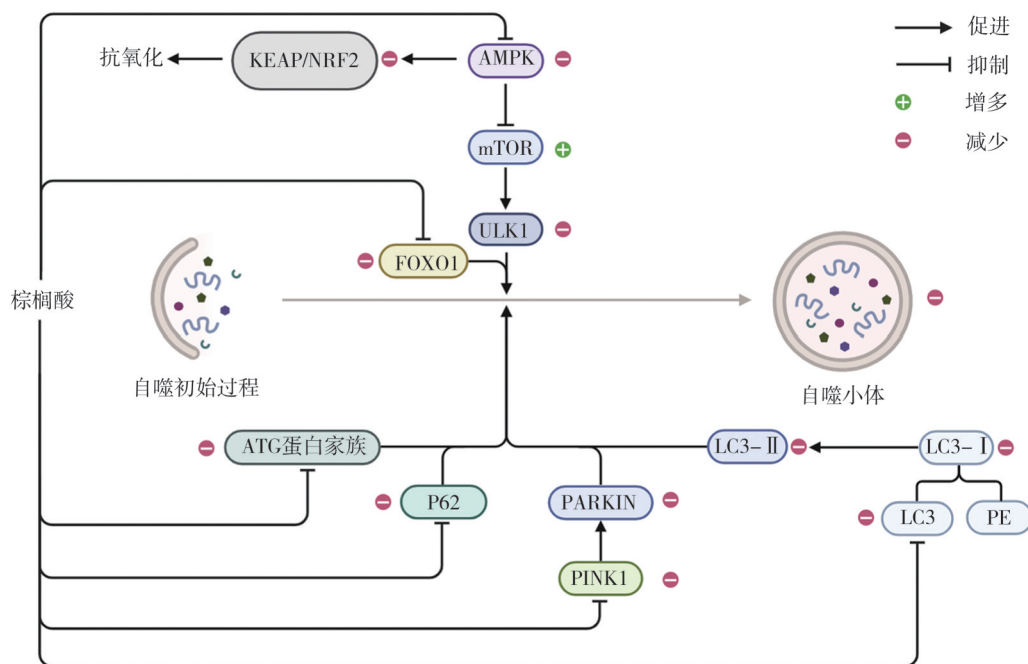 抗氧化
KEAP/NRF2
AMPK
促进
抑制
mTOR
增多
减少
ULK1
FOXO1
棕榈酸
自噬初始过程
自噬小体
ATG蛋白家族
LC3-Ⅱ
LC3-Ⅰ
P62
PARKIN
LC3
PE
PINK1